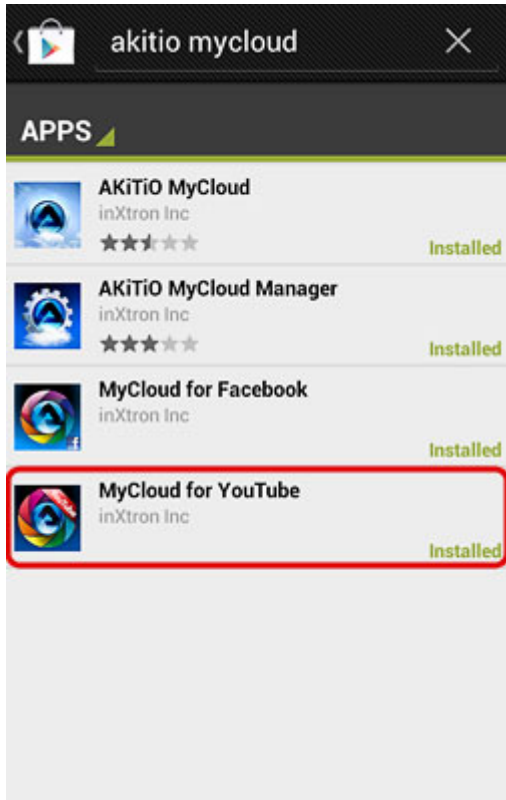 akitio mycloud
APPS
AKiTiO MyCloud
inXtron Inc
Installed
AKiTiO MyCloud Manager
inXtron Inc
Installed
MyCloud for Facebook
inXtron Inc
Installed
MyCloud for YouTube
inXtron Inc
Installed